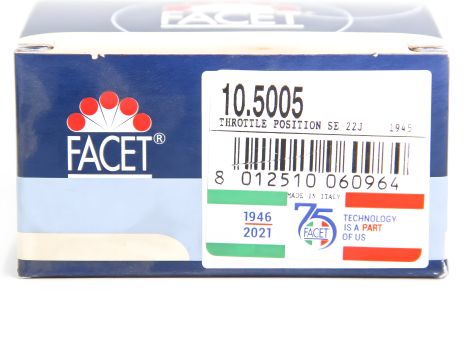 FACET
FACET®
10.5005
THROTTLE POSITION SE 22J 1945
8 012510 060964
MADE IN ITALY
1946
2021
75
FACET
TECHNOLOGY
IS A PART
OF US